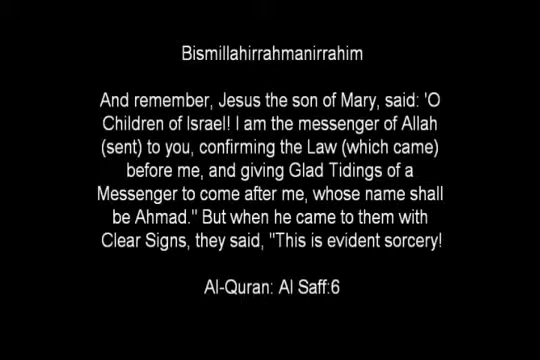 Bismillahirrahmanirrahim
And remember, Jesus the son of Mary, said: 'O
Children of Israel! I am the messenger of Allah
(sent) to you, confirming the Law (which came)
before me, and giving Glad Tidings of a
Messenger to come after me, whose name shall
be Ahmad." But when he came to them with
Clear Signs, they said, "This is evident sorcery!
Al-Quran: Al Saff:6